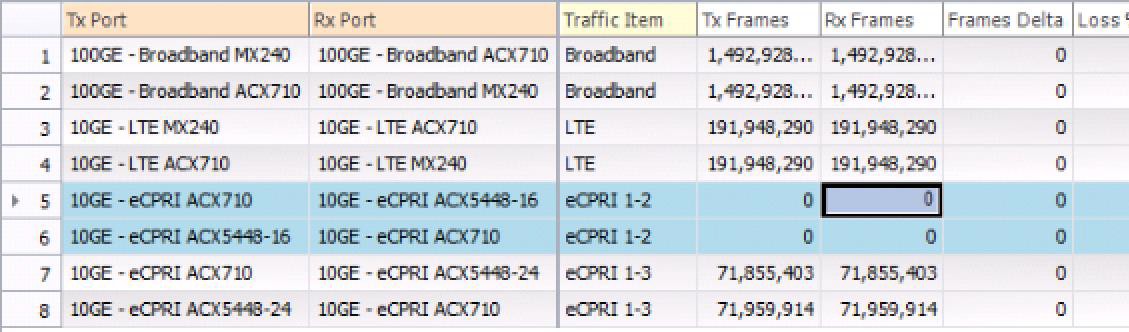 Tx Port Rx Port Traffic Item Tx Frames Rx Frames Frames Delta Loss
1 100GE - Broadband MX240 100GE - Broadband ACX710 Broadband 1,492,928... 1,492,928... 0
2 100GE - Broadband ACX710 100GE - Broadband MX240 Broadband 1,492,928... 1,492,928... 0
3 10GE - LTE MX240 10GE - LTE ACX710 LTE 191,948,290 191,948,290 0
4 10GE - LTE ACX710 10GE - LTE MX240 LTE 191,948,290 191,948,290 0
5 10GE - eCPRI ACX710 10GE - eCPRI ACX5448-16 eCPRI 1-2 0 0 0
6 10GE - eCPRI ACX5448-16 10GE - eCPRI ACX710 eCPRI 1-2 0 0 0
7 10GE - eCPRI ACX710 10GE - eCPRI ACX5448-24 eCPRI 1-3 71,855,403 71,855,403 0
8 10GE - eCPRI ACX5448-24 10GE - eCPRI ACX710 eCPRI 1-3 71,959,914 71,959,914 0